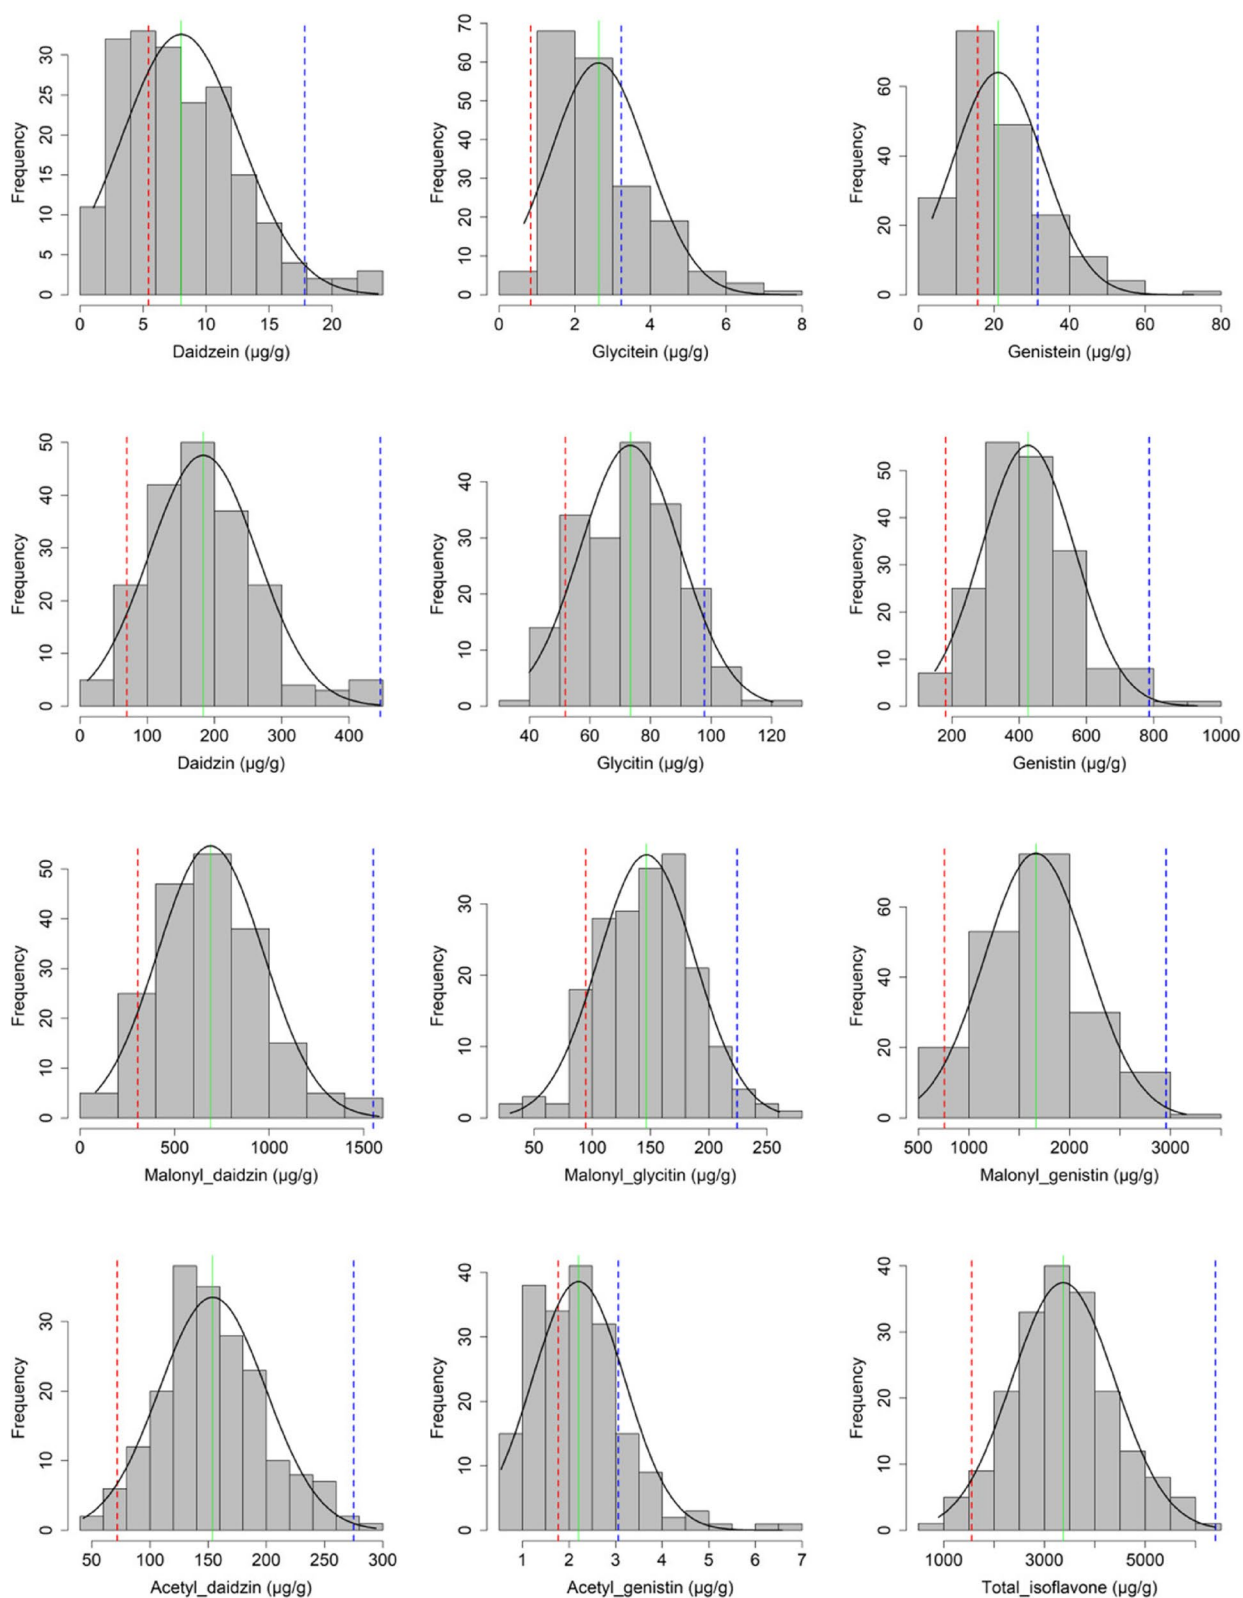 Frequency
0 5 10 15 20 25 30
0 5 10 15 20
Daidzein (µg/g)
Frequency
0 10 20 30 40 50 60 70
0 2 4 6 8
Glycitein (µg/g)
Frequency
0 20 40 60
0 20 40 60 80
Genistein (µg/g)
Frequency
0 10 20 30 40 50
0 100 200 300 400
Daidzin (µg/g)
Frequency
0 10 20 30 40
40 60 80 100 120
Glycitin (µg/g)
Frequency
0 10 20 30 40 50
200 400 600 800 1000
Genistin (µg/g)
Frequency
0 10 20 30 40 50
0 500 1000 1500
Malonyl_daidzin (µg/g)
Frequency
0 10 20 30
50 100 150 200 250
Malonyl_glycitin (µg/g)
Frequency
0 20 40 60
500 1000 2000 3000
Malonyl_genistin (µg/g)
Frequency
0 10 20 30
50 100 150 200 250 300
Acetyl_daidzin (µg/g)
Frequency
0 10 20 30 40
1 2 3 4 5 6 7
Acetyl_genistin (µg/g)
Frequency
0 10 20 30 40
1000 3000 5000
Total_isoflavone (µg/g)